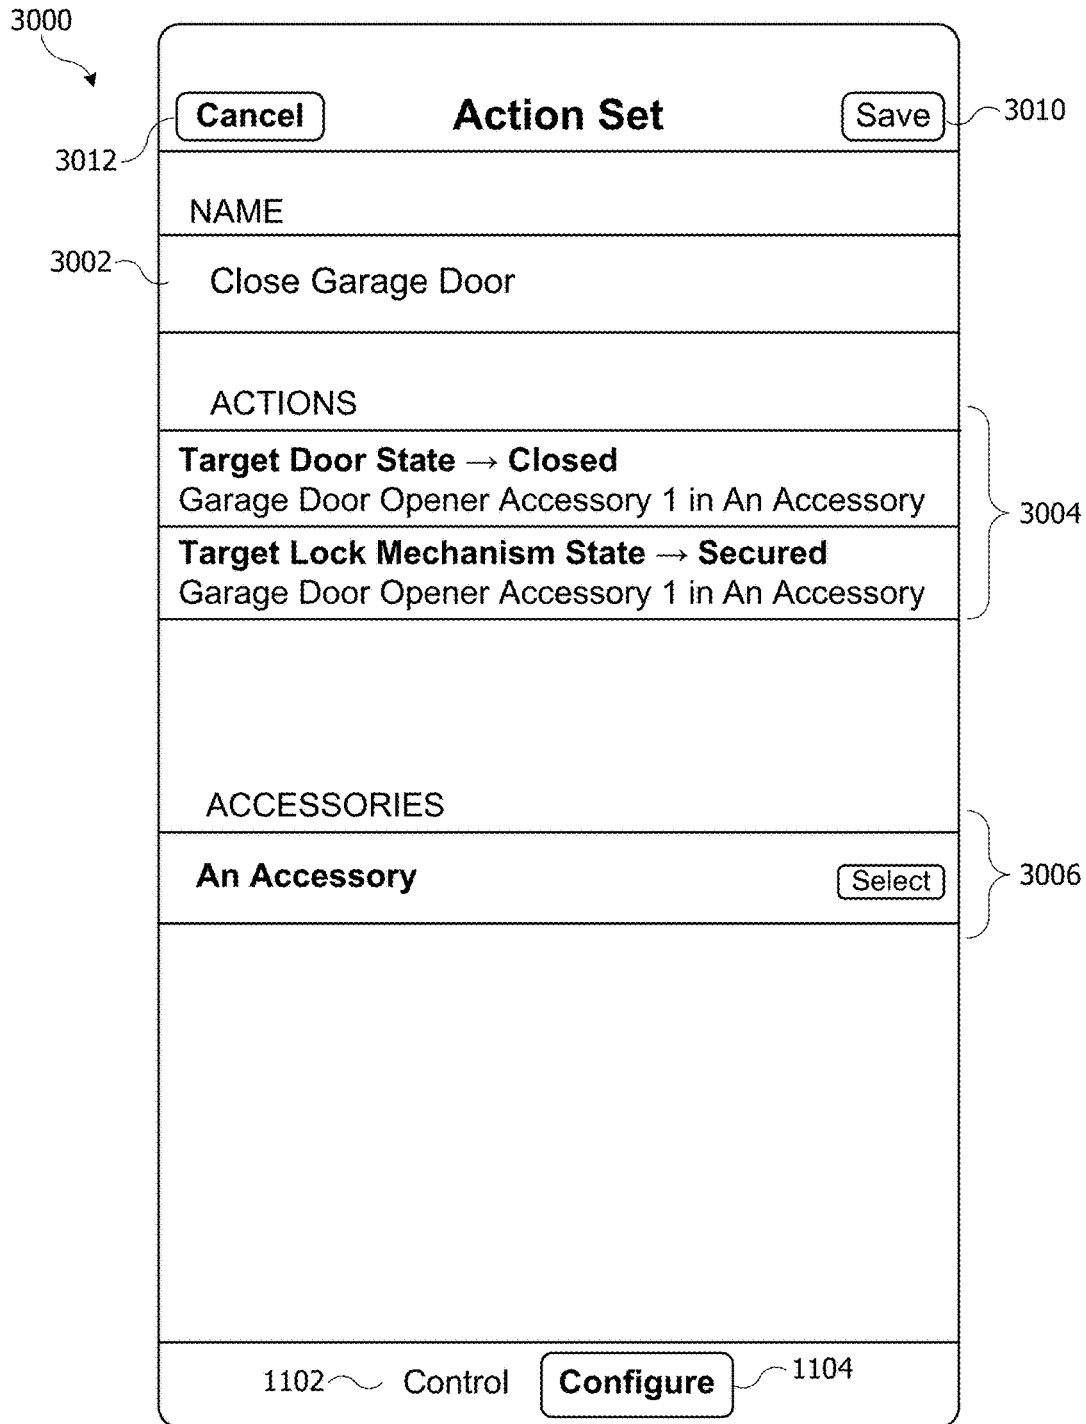 3000
Cancel Action Set Save 3010
3012
NAME
3002 Close Garage Door
ACTIONS
Target Door State → Closed
Garage Door Opener Accessory 1 in An Accessory
3004
Target Lock Mechanism State → Secured
Garage Door Opener Accessory 1 in An Accessory
ACCESSORIES
An Accessory Select 3006
1102 Control Configure 1104